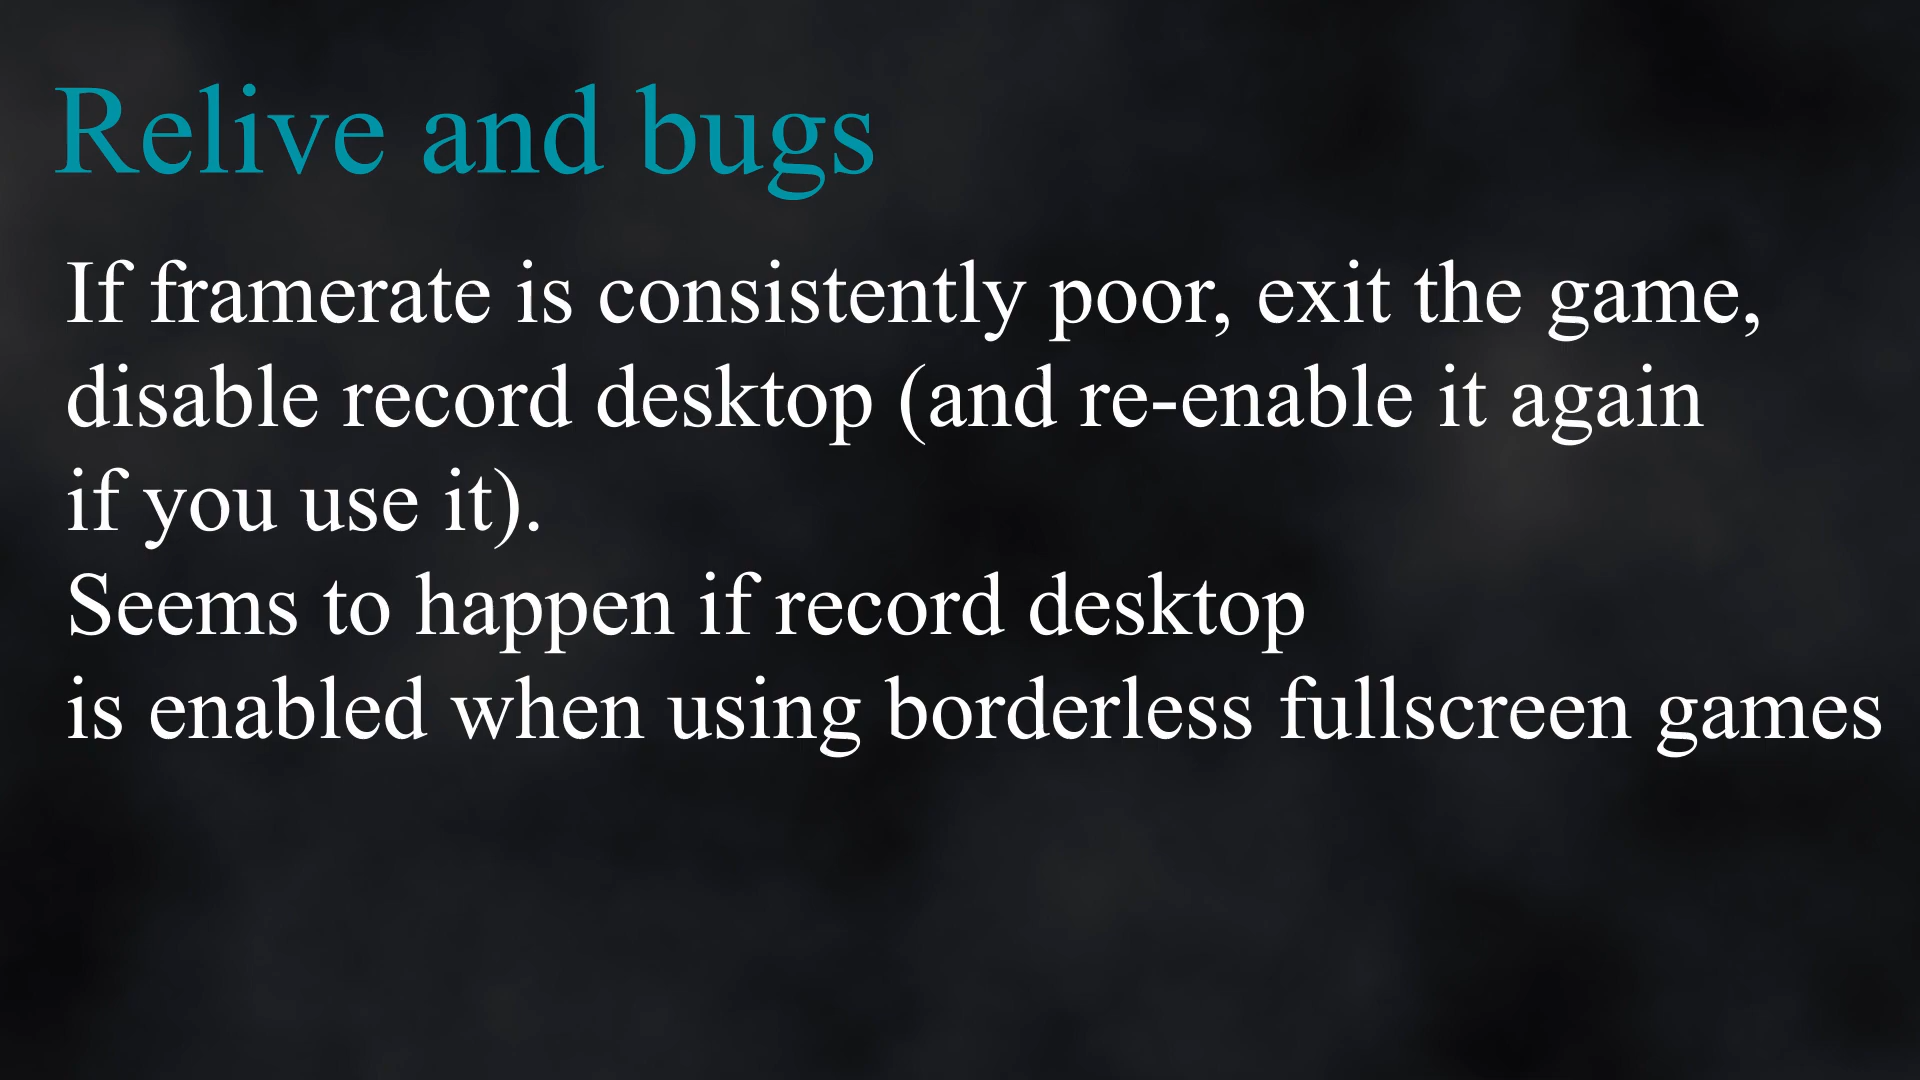 Relive and bugs
If framerate is consistently poor, exit the game,
disable record desktop (and re-enable it again
if you use it).
Seems to happen if record desktop
is enabled when using borderless fullscreen games